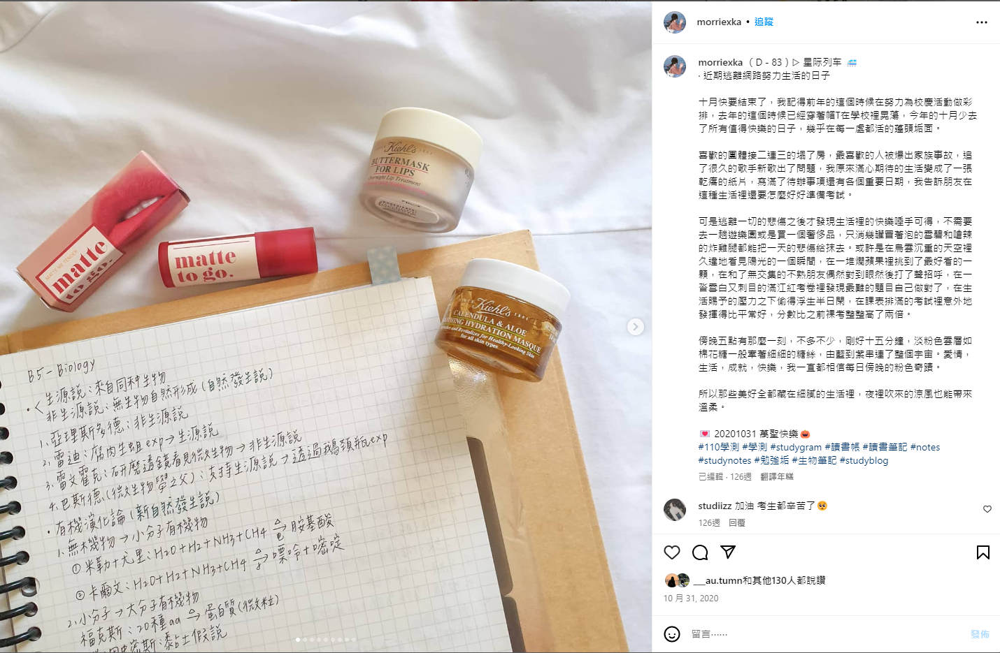 morriexka • 追蹤
morriexka （D－83）▷ 星际列车 🚈
· 近期逃離網路努力生活的日子
十月快要結束了，我記得前年的這個時候在努力為校慶活動做彩
排，去年的這個時候已經穿著帽T在學校裡晃蕩，今年的十月少去
了所有值得快樂的日子，幾乎在每一處都活的蓬頭垢面。
喜歡的團體接二連三的塌了房，最喜歡的人被爆出家族事故，追
了很久的歌手新歌出了問題，我原來滿心期待的生活變成了一張
乾癟的紙片，寫滿了待辦事項還有各個重要日期，我告訴朋友在
這種生活裡還要怎麼好好準備考試。
可是逃離一切的悲傷之後才發現生活裡的快樂唾手可得，不需要
去一趟遊樂園或是買一個奢侈品，只消幾罐冒著泡的雪碧和嗆辣
的炸雞腿都能把一天的悲傷給抹去。或許是在烏雲沉重的天空裡
久違地看見陽光的一個瞬間，在一堆爛蘋果裡挑到了最好看的一
顆，在和了無交集的不熟朋友偶然對到眼然後打了聲招呼，在一
沓雪白又刺目的滿江紅考卷裡發現最難的題目自己做對了，在生
活賜予的壓力之下偷得浮生半日閑，在課表排滿的考試裡意外地
發揮得比平常好，分數比之前裸考整整高了兩倍。
傍晚五點有那麼一刻，不多不少，剛好十五分鐘，淡粉色雲層如
棉花糖一般牽著細細的糖絲，由藍到紫串連了整個宇宙。愛情，
生活，成就，快樂，我一直都相信每日傍晚的粉色奇蹟。
所以那些美好全都藏在細膩的生活裡，夜裡吹來的涼風也能帶來
溫柔。
💌 20201031 萬聖快樂🎃
#110學測 #學測 #studygram #讀書帳 #讀書筆記 #notes
#studynotes #勉強垢 #生物筆記 #studyblog
已編輯 · 126週 翻譯年糕
studiizz 加油 考生都辛苦了🥺
126週 回覆
___au.tumn和其他130人都說讚
10 月 31, 2020
留言⋯⋯
發佈
Kiehl's
BUTTERMASK
FOR LIPS
Overnight Lip Treatment
MATTE ME TENDER
matte
to go.
matte
to go.
Kiehl's
CALENDULA & ALOE
SOOTHING HYDRATION MASQUE
Refreshes and Revitalizes for Healthy-Looking Skin
for all skin types
B5 - Biology
・< 生源說：來自同种生物
非生源說：無生物自然形成（自然發生說）
1、亞理斯多德：非生源說
2、雷迪：腐肉生蛆exp→生源說
3、雷文霍克：研磨透鏡看見微生物→非生源說
4、巴斯德（微生物學之父）：支持生源說→透過鵝頸瓶exp
・有機演化論（新自然發生說）
1、無機物→小分子有機物
① 米勒+尤里：H2O+H2+NH3+CH4 △→電 胺基酸
② 卡爾文：H2O+H2+NH3+CH4 △→γ 嘌呤+嘧啶
2、小分子→大分子有機物
福克斯：20種aa △→ 蛋白質（微粒）
：黏土假說